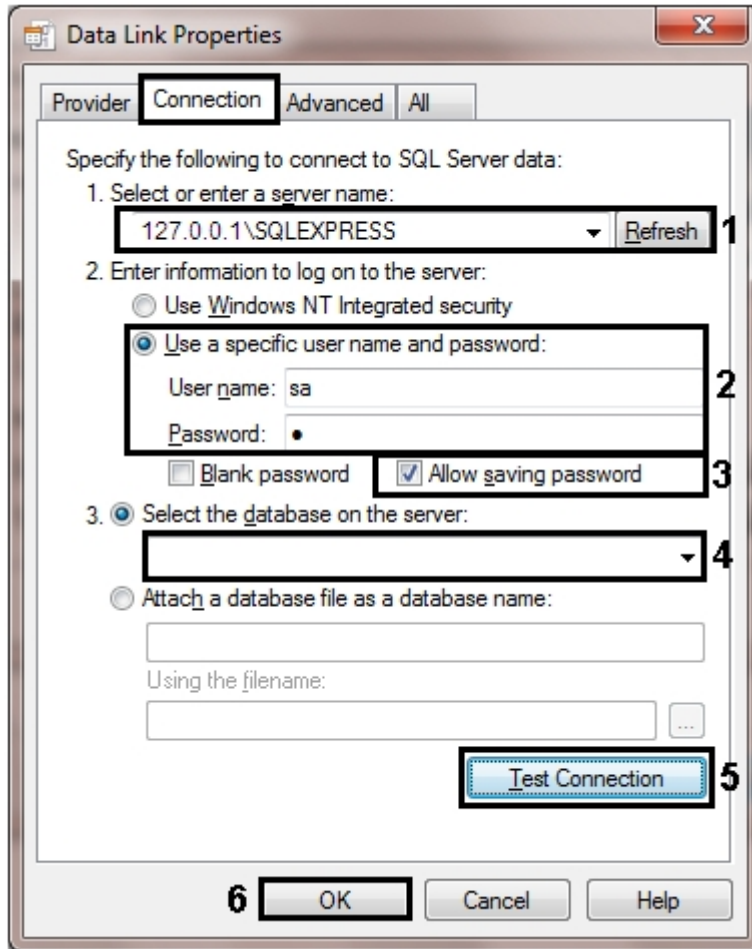 Data Link Properties
Provider Connection Advanced All
Specify the following to connect to SQL Server data:
1. Select or enter a server name:
127.0.0.1\SQLEXPRESS Refresh 1
2. Enter information to log on to the server:
Use Windows NT Integrated security
Use a specific user name and password:
User name: sa 2
Password: ●
Blank password Allow saving password 3
3. Select the database on the server:
4
Attach a database file as a database name:
Using the filename:
...
Test Connection 5
6 OK Cancel Help